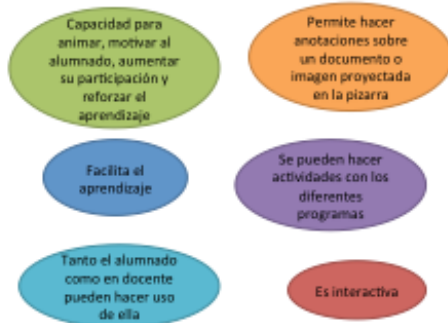 Capacidad para
animar, motivar al
alumnado, aumentar
su participación y
reforzar el
aprendizaje
Permite hacer
anotaciones sobre
un documento o
imagen proyectada
en la pizarra
Facilita el
aprendizaje
Se pueden hacer
actividades con los
diferentes
programas
Tanto el alumnado
como en docente
pueden hacer uso
de ella
Es interactiva